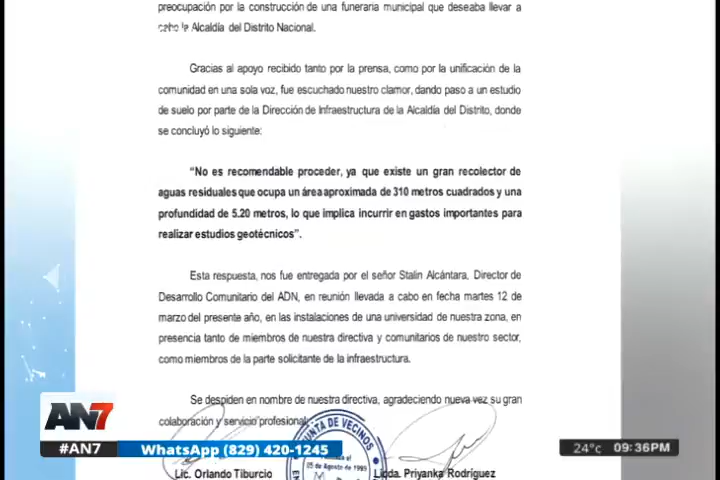 preocupación por la construcción de una funeraria municipal que deseaba llevar a
cabo la Alcaldía del Distrito Nacional.
Gracias al apoyo recibido tanto por la prensa, como por la unificación de la
comunidad en una sola voz, fue escuchado nuestro clamor, dando paso a un estudio
de suelo por parte de la Dirección de Infraestructura de la Alcaldía del Distrito, donde
se concluyó lo siguiente:
“No es recomendable proceder, ya que existe un gran recolector de
aguas residuales que ocupa un área aproximada de 310 metros cuadrados y una
profundidad de 5.20 metros, lo que implica incurrir en gastos importantes para
realizar estudios geotécnicos”.
Esta respuesta, nos fue entregada por el señor Stalin Alcántara, Director de
Desarrollo Comunitario del ADN, en reunión llevada a cabo en fecha martes 12 de
marzo del presente año, en las instalaciones de una universidad de nuestra zona, en
presencia tanto de miembros de nuestra directiva y comunitarios de nuestro sector,
como miembros de la parte solicitante de la infraestructura.
Se despiden en nombre de nuestra directiva, agradeciendo nueva vez su gran
colaboración y servicio profesional
JUNTA DE VECINOS
05 de Agosto de 1995
AN7
#AN7 WhatsApp (829) 420-1245
24°c 09:36PM
Lic. Orlando Tiburcio Licda. Priyanka Rodríguez